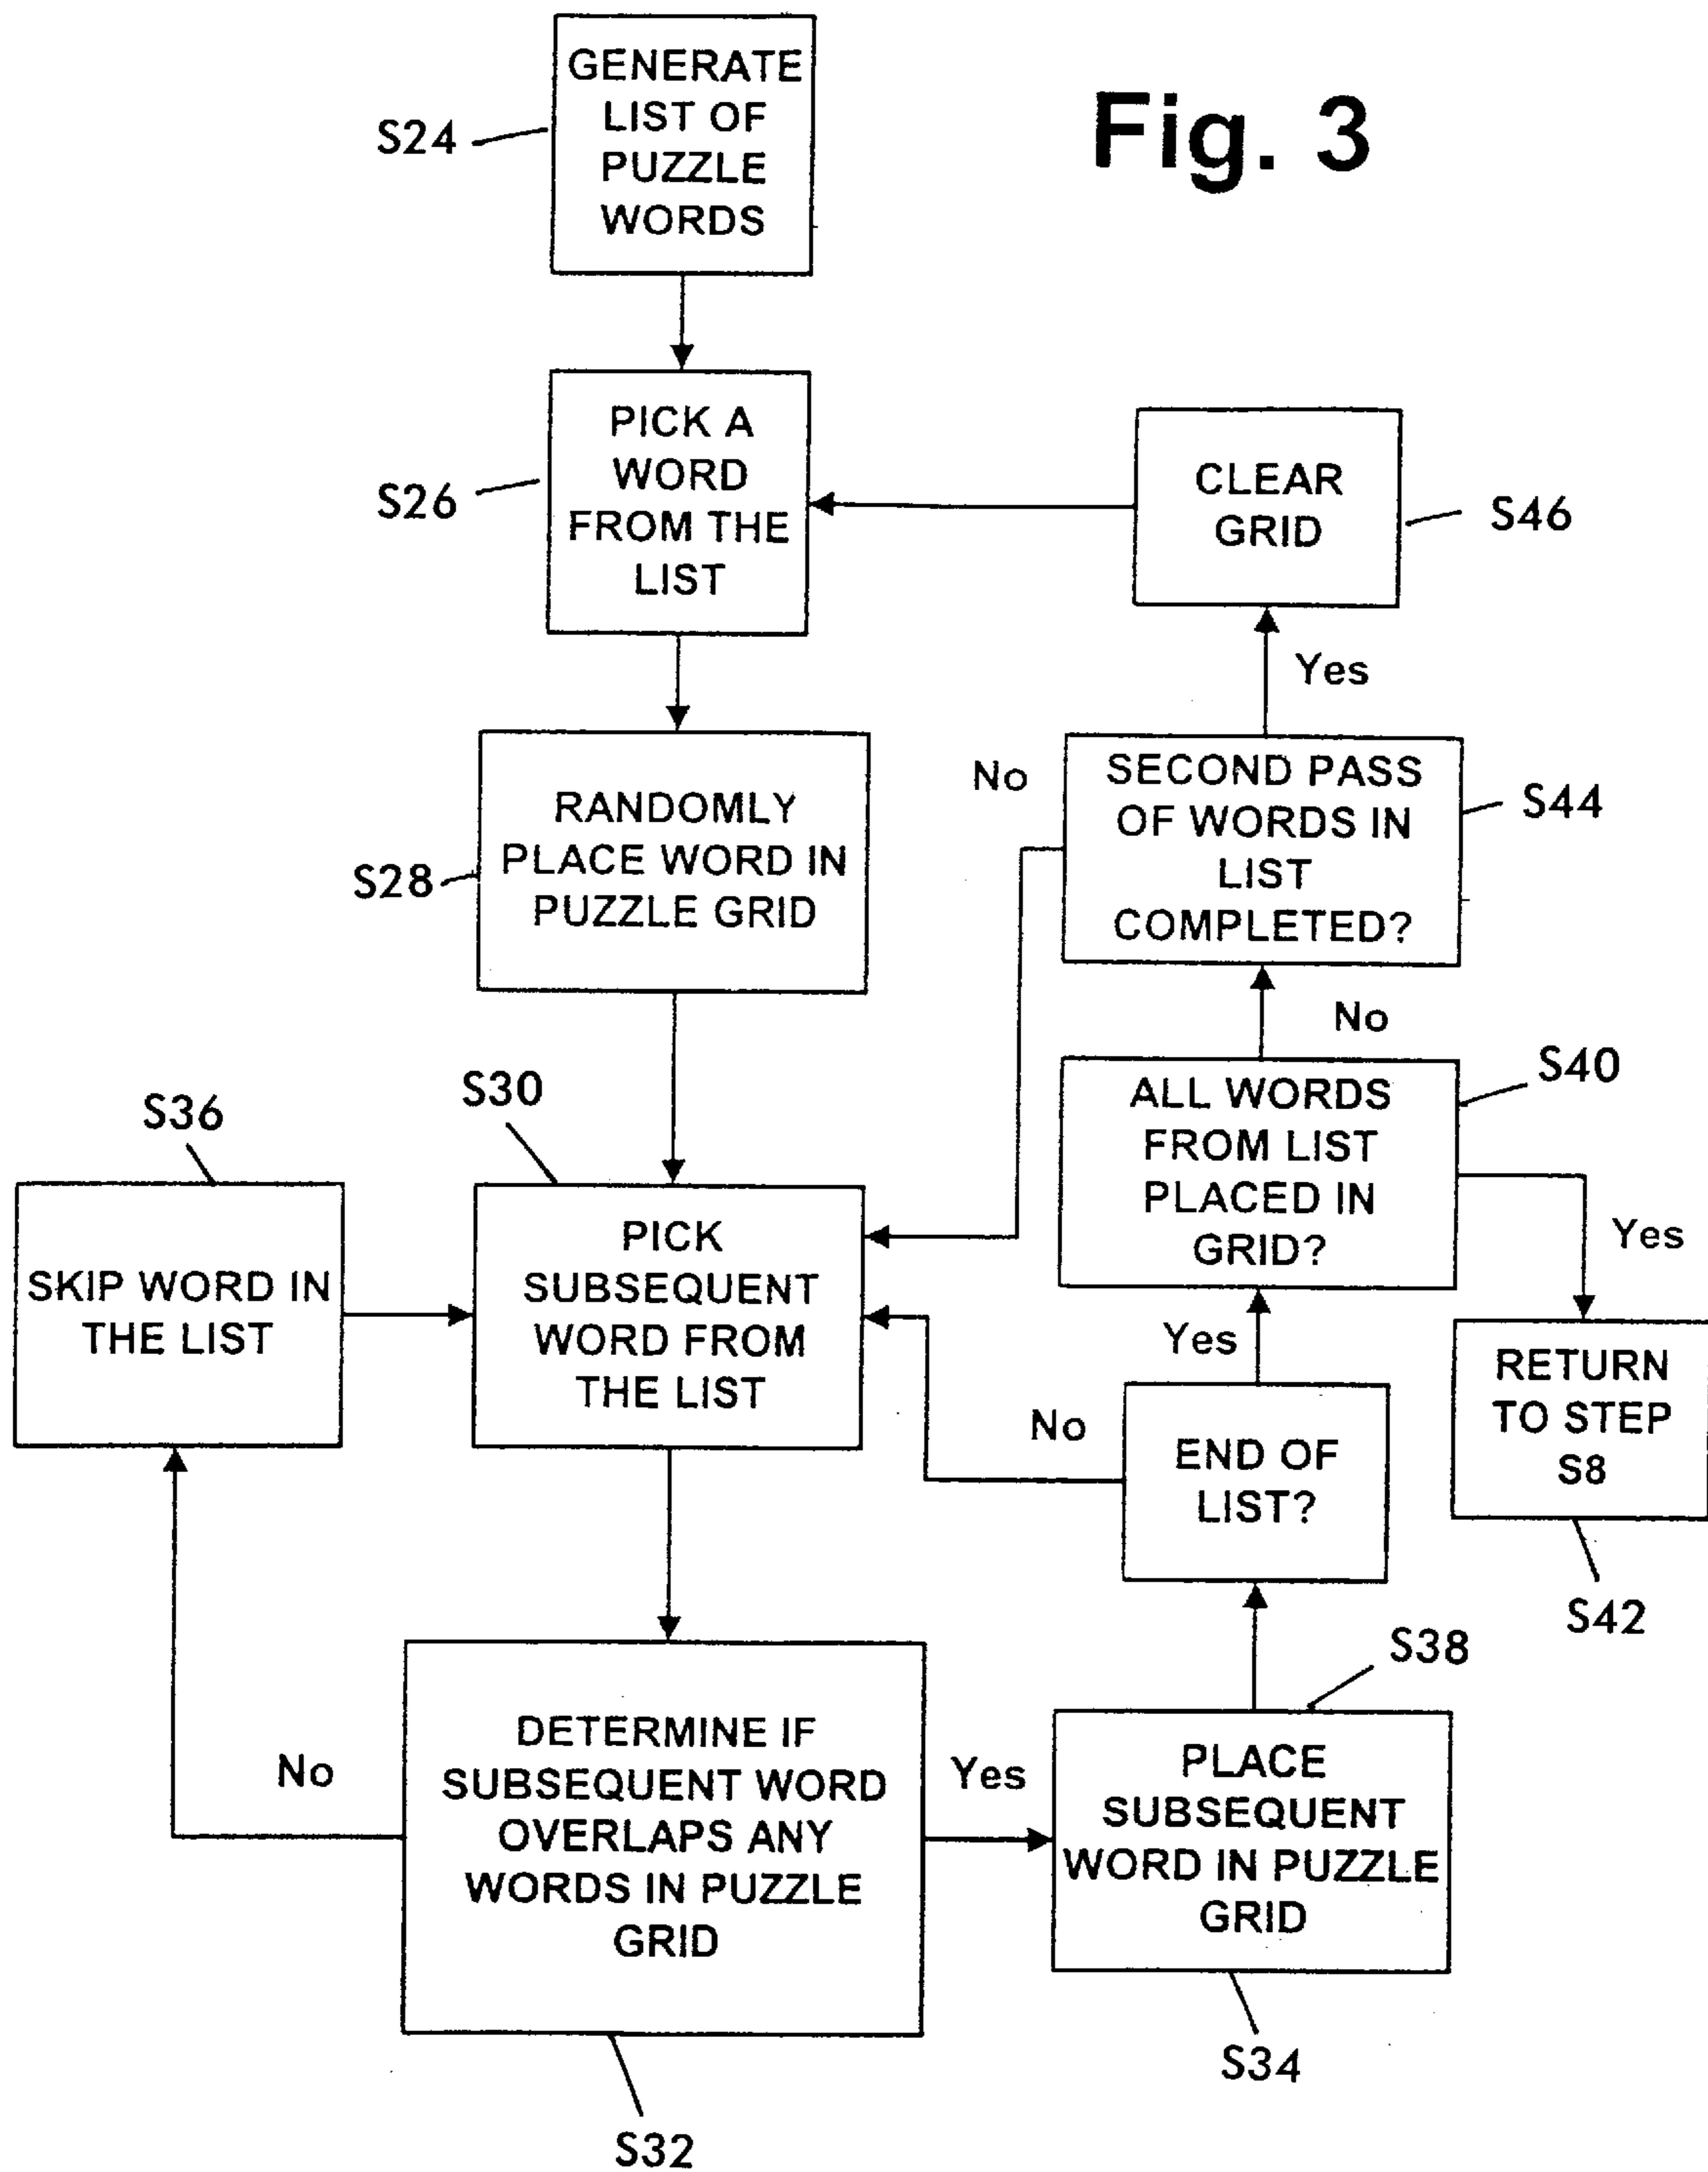 Fig. 3
S24
GENERATE
LIST OF
PUZZLE
WORDS
S26
PICK A
WORD
FROM THE
LIST
CLEAR
GRID
S46
Yes
S28
RANDOMLY
PLACE WORD IN
PUZZLE GRID
No
SECOND PASS
OF WORDS IN
LIST
COMPLETED?
S44
No
S36
SKIP WORD IN
THE LIST
S30
PICK
SUBSEQUENT
WORD FROM
THE LIST
ALL WORDS
FROM LIST
PLACED IN
GRID?
S40
Yes
Yes
RETURN
TO STEP
S8
S42
No
END OF
LIST?
S38
No
DETERMINE IF
SUBSEQUENT WORD
OVERLAPS ANY
WORDS IN PUZZLE
GRID
S32
Yes
PLACE
SUBSEQUENT
WORD IN PUZZLE
GRID
S34